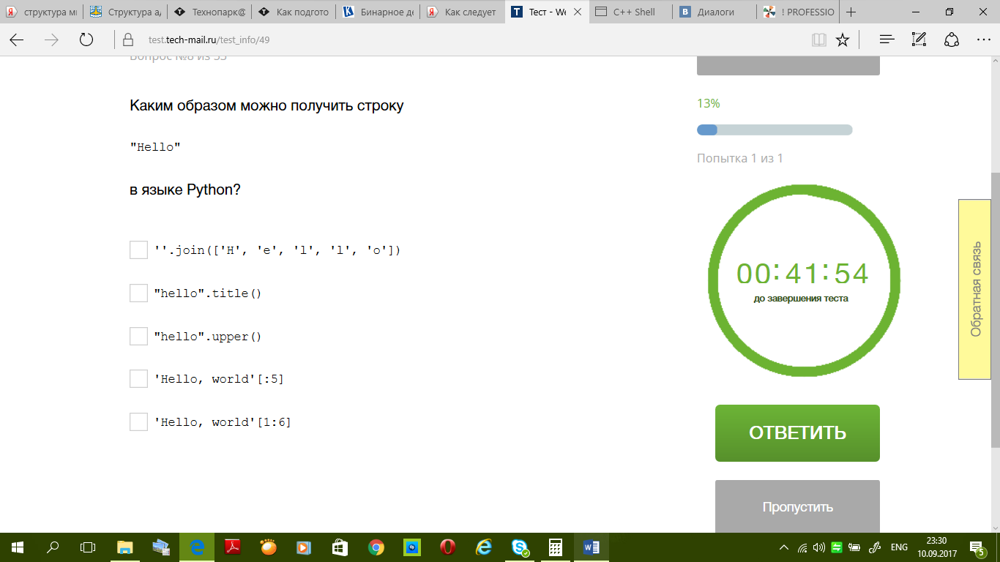 структура м
Структура а
Технопарк@
Как подгото
Бинарное де
Как следует
Тест - We
C++ Shell
Диалоги
! PROFESSIO
test.tech-mail.ru/test_info/49
Вопрос №8 из 53
Каким образом можно получить строку
"Hello"
в языке Python?
''.join(['H', 'e', 'l', 'l', 'o'])
"hello".title()
"hello".upper()
'Hello, world'[:5]
'Hello, world'[1:6]
13%
Попытка 1 из 1
00:41:54
до завершения теста
ОТВЕТИТЬ
Пропустить
Обратная связь
ENG
23:30
10.09.2017
5